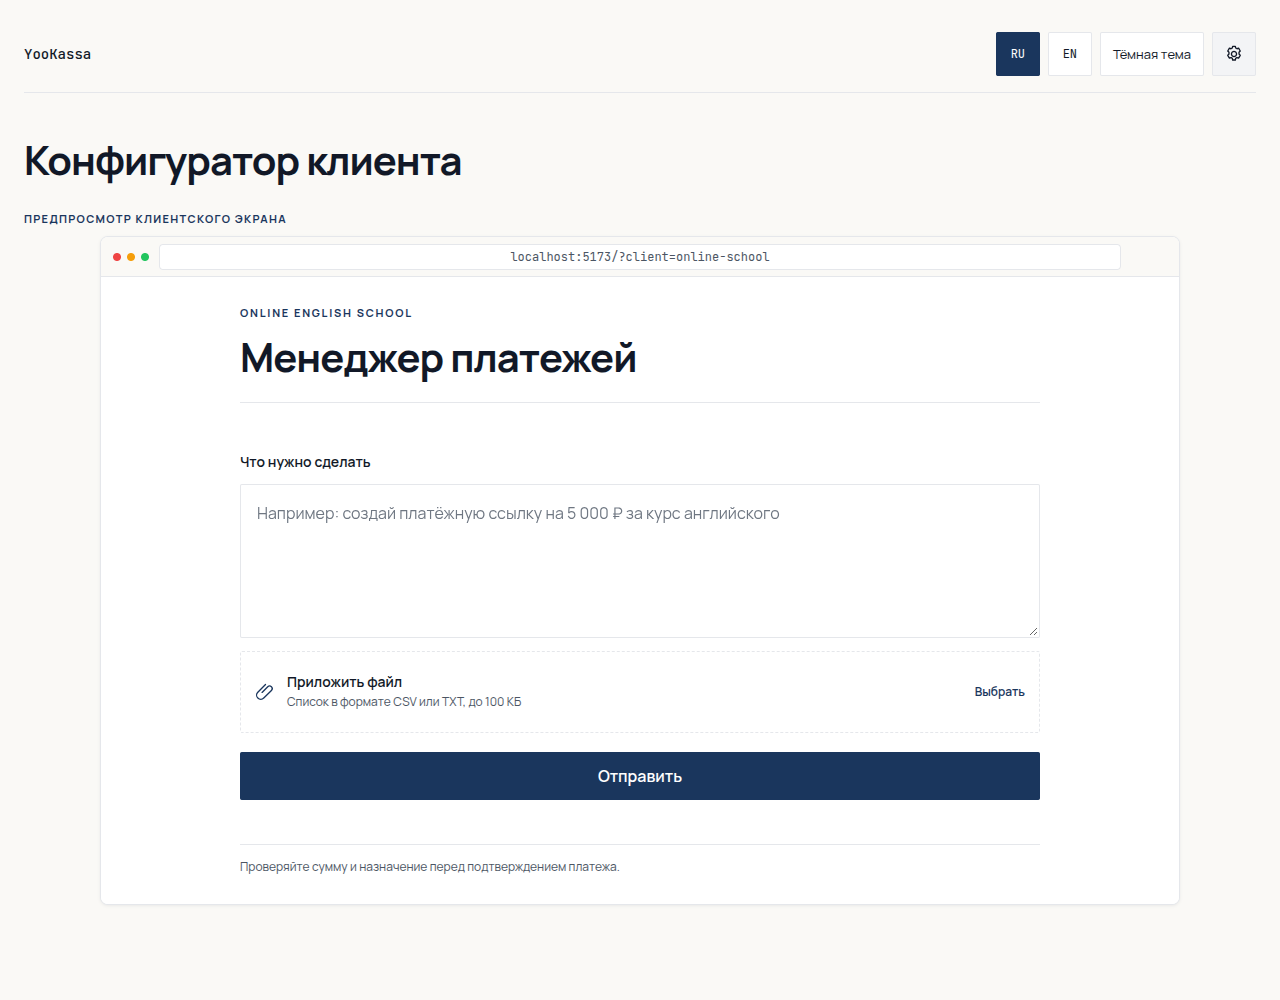 YooKassa
RU
EN
Тёмная тема
Конфигуратор клиента
ПРЕДПРОСМОТР КЛИЕНТСКОГО ЭКРАНА
localhost:5173/?client=online-school
ONLINE ENGLISH SCHOOL
Менеджер платежей
Что нужно сделать
Например: создай платёжную ссылку на 5 000 ₽ за курс английского
Приложить файл
Список в формате CSV или TXT, до 100 КБ
Выбрать
Отправить
Проверяйте сумму и назначение перед подтверждением платежа.